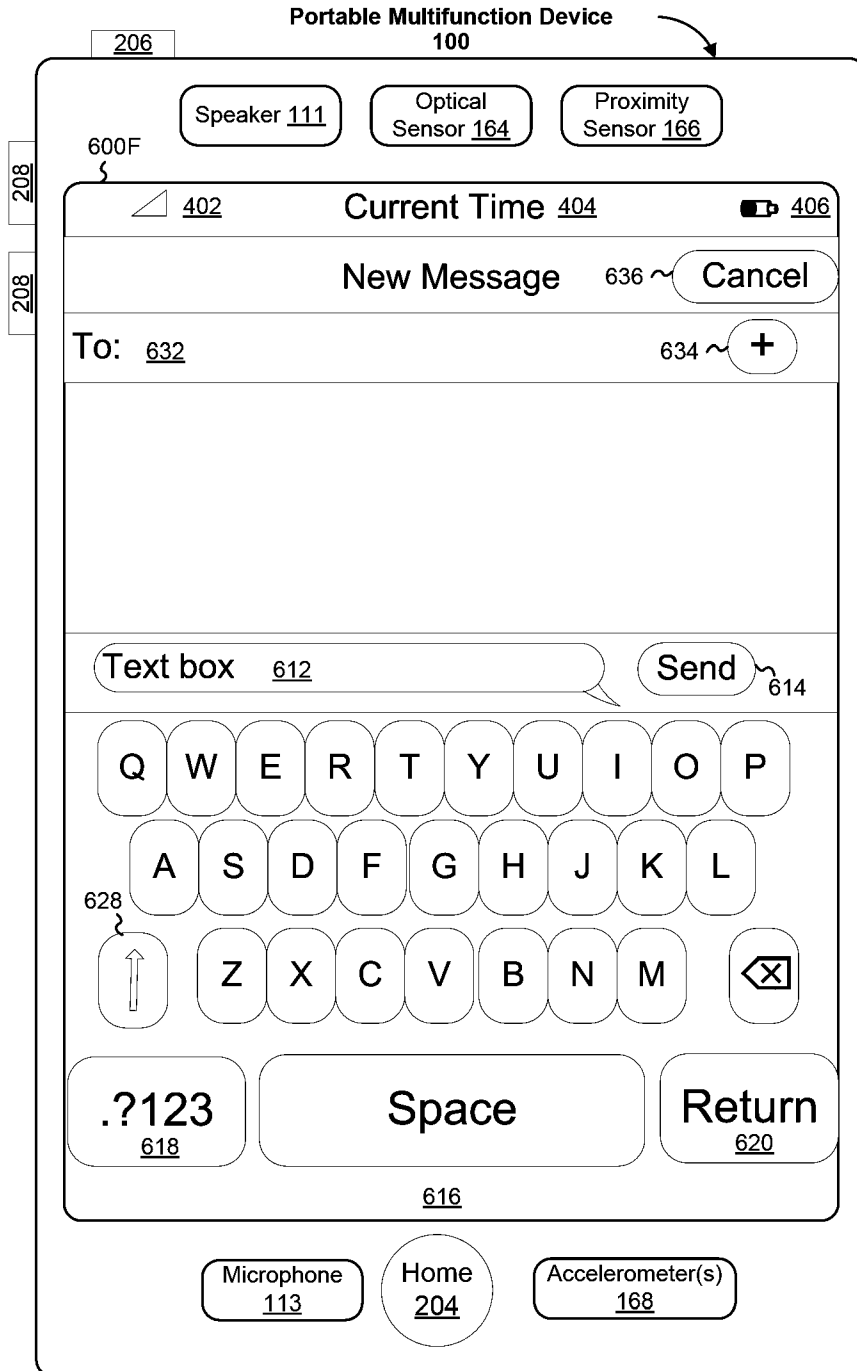 Portable Multifunction Device
100
206
Speaker 111
Optical
Sensor 164
Proximity
Sensor 166
600F
208
208
402
Current Time 404
406
New Message
636
Cancel
To: 632
634
+
Text box 612
Send
614
Q W E R T Y U I O P
A S D F G H J K L
628
Z X C V B N M
.?123
618
Space
Return
620
616
Microphone
113
Home
204
Accelerometer(s)
168